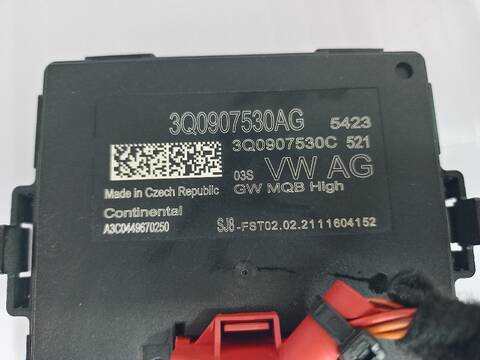 3Q0907530AG 5423
3Q0907530C 521
03S VW AG
Made in Czech Republic GW MQB High
Continental
A3C0449670250 SJ8-FST02.02.2111604152